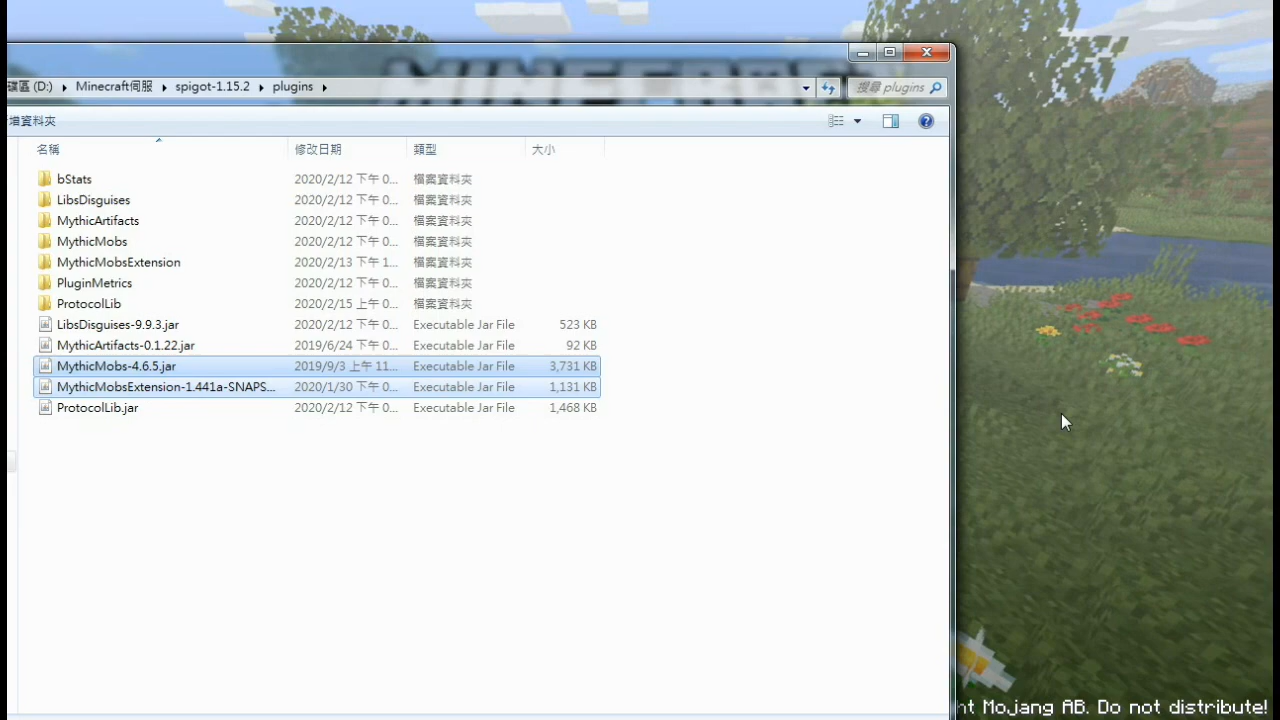 (D:) ▸ Minecraft伺服 ▸ spigot-1.15.2 ▸ plugins ▸
搜尋 plugins
增資料夾
名稱 修改日期 類型 大小
bStats 2020/2/12 下午 0... 檔案資料夾
LibsDisguises 2020/2/12 下午 0... 檔案資料夾
MythicArtifacts 2020/2/12 下午 0... 檔案資料夾
MythicMobs 2020/2/12 下午 0... 檔案資料夾
MythicMobsExtension 2020/2/13 下午 1... 檔案資料夾
PluginMetrics 2020/2/12 下午 0... 檔案資料夾
ProtocolLib 2020/2/15 上午 0... 檔案資料夾
LibsDisguises-9.9.3.jar 2020/2/12 下午 0... Executable Jar File 523 KB
MythicArtifacts-0.1.22.jar 2019/6/24 下午 0... Executable Jar File 92 KB
MythicMobs-4.6.5.jar 2019/9/3 上午 11... Executable Jar File 3,731 KB
MythicMobsExtension-1.441a-SNAPS... 2020/1/30 下午 0... Executable Jar File 1,131 KB
ProtocolLib.jar 2020/2/12 下午 0... Executable Jar File 1,468 KB
Mojang AB. Do not distribute!